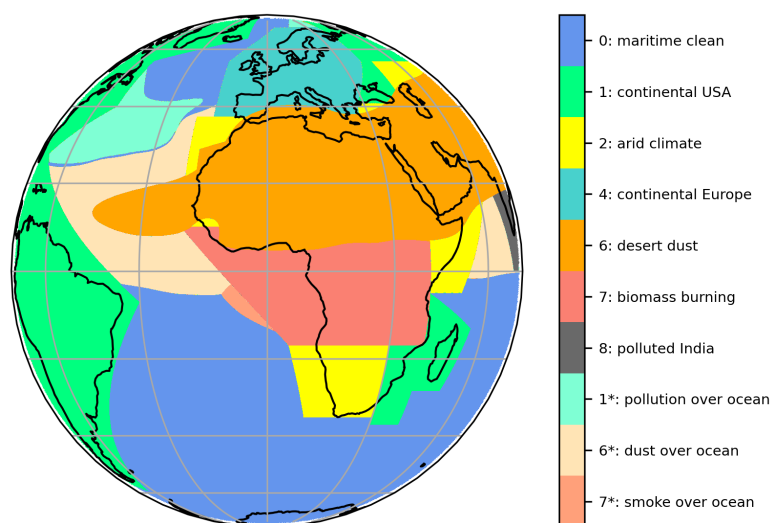 0: maritime clean
1: continental USA
2: arid climate
4: continental Europe
6: desert dust
7: biomass burning
8: polluted India
1*: pollution over ocean
6*: dust over ocean
7*: smoke over ocean